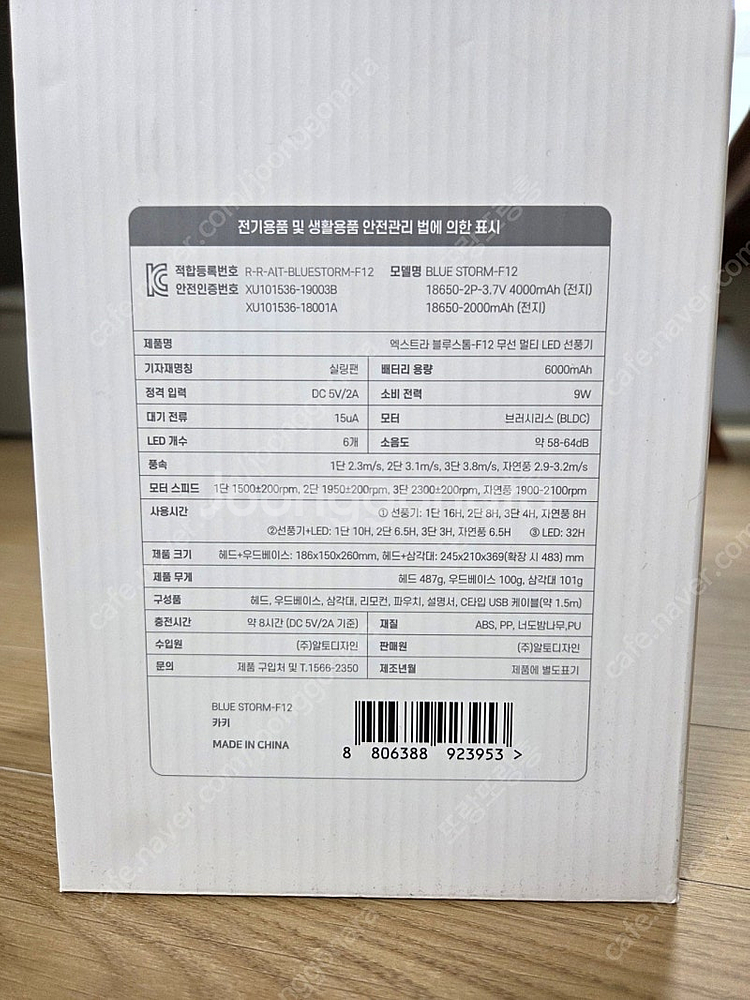 전기용품 및 생활용품 안전관리 법에 의한 표시
적합등록번호 R-R-AlT-BLUESTORM-F12 모델명 BLUE STORM-F12
안전인증번호 XU101536-19003B 18650-2P-3.7V 4000mAh (전지)
XU101536-18001A 18650-2000mAh (전지)
제품명 엑스트라 블루스톰-F12 무선 멀티 LED 선풍기
기자재명칭 실링팬 배터리 용량 6000mAh
정격 입력 DC 5V/2A 소비 전력 9W
대기 전류 15uA 모터 브러시리스 (BLDC)
LED 개수 6개 소음도 약 58-64dB
풍속 1단 2.3m/s, 2단 3.1m/s, 3단 3.8m/s, 자연풍 2.9-3.2m/s
모터 스피드 1단 1500±200rpm, 2단 1950±200rpm, 3단 2300±200rpm, 자연풍 1900-2100rpm
사용시간 ① 선풍기: 1단 16H, 2단 8H, 3단 4H, 자연풍 8H
②선풍기+LED: 1단 10H, 2단 6.5H, 3단 3H, 자연풍 6.5H ③ LED: 32H
제품 크기 헤드+우드베이스: 186x150x260mm, 헤드+삼각대: 245x210x369(확장 시 483) mm
제품 무게 헤드 487g, 우드베이스 100g, 삼각대 101g
구성품 헤드, 우드베이스, 삼각대, 리모컨, 파우치, 설명서, C타입 USB 케이블(약 1.5m)
충전시간 약 8시간 (DC 5V/2A 기준) 재질 ABS, PP, 너도밤나무,PU
수입원 (주)알토디자인 판매원 (주)알토디자인
문의 제품 구입처 및 T.1566-2350 제조년월 제품에 별도표기
BLUE STORM-F12
카키
MADE IN CHINA
8 806388 923953 >
cafe.naver.com/joonggonara
또랑또랑롱